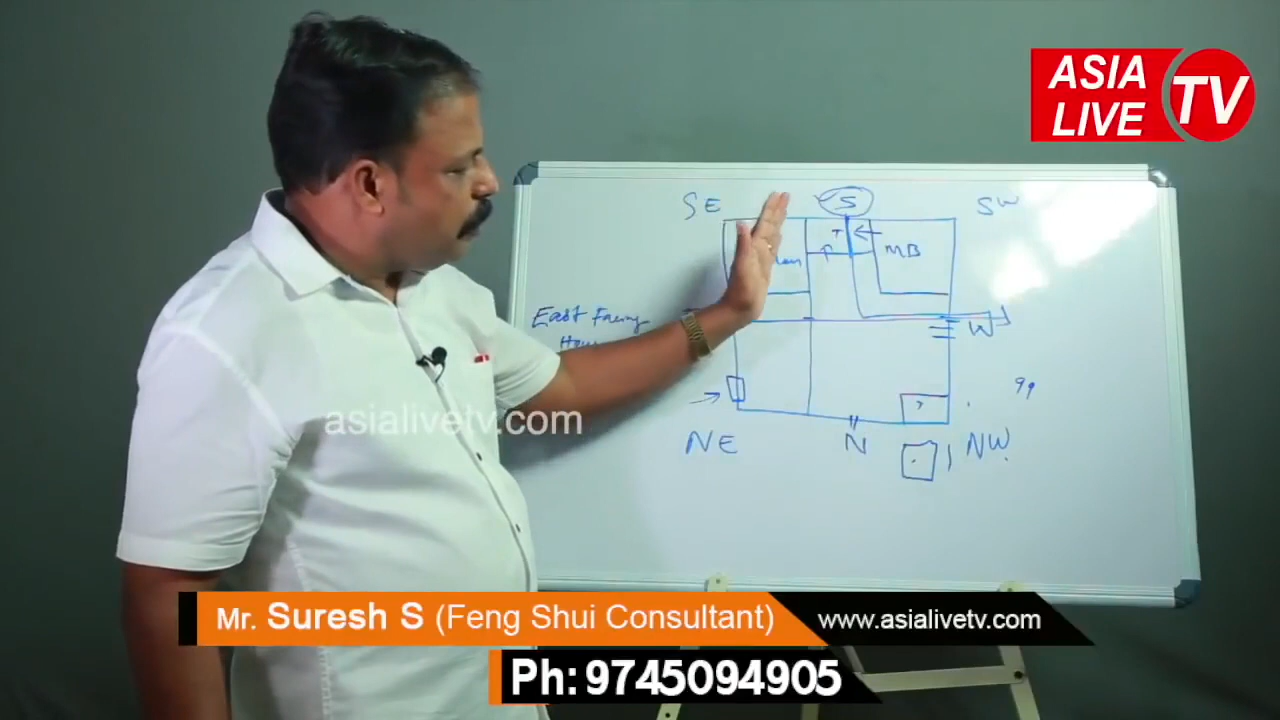 ASIA
LIVE
TV
SE
S
SW
T
MB
East Facing
W
NE
N
NW
asialivetv.com
Mr. Suresh S (Feng Shui Consultant)
www.asialivetv.com
Ph: 9745094905